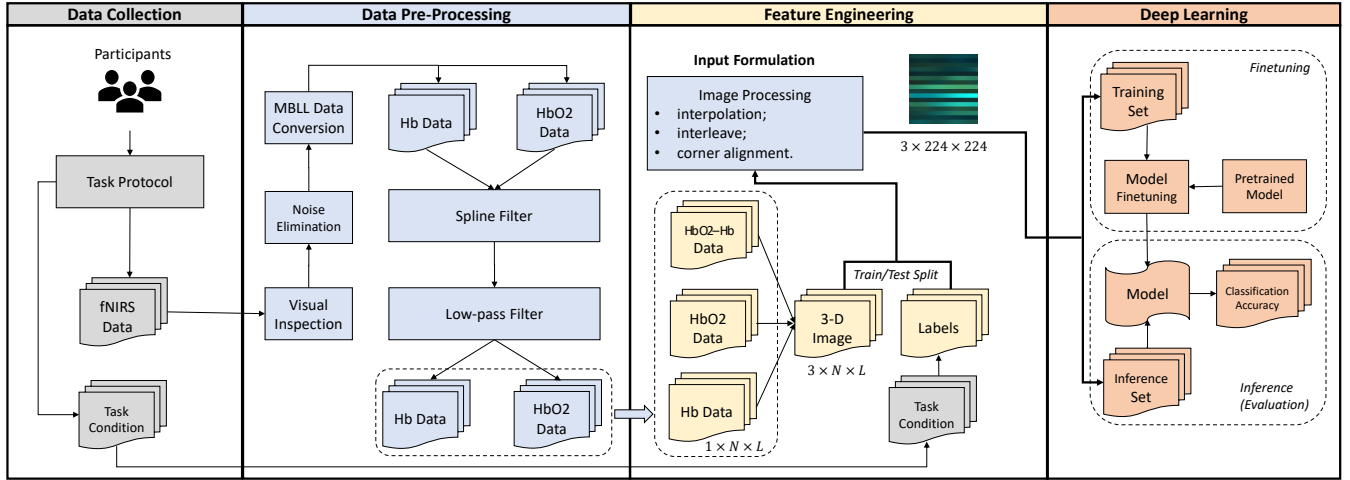 Data Collection
Data Pre-Processing
Feature Engineering
Deep Learning
Participants
Task Protocol
fNIRS
Data
Task
Condition
MBLL Data
Conversion
Noise
Elimination
Visual
Inspection
Hb Data
HbO2
Data
Spline Filter
Low-pass Filter
Hb Data
HbO2
Data
Input Formulation
Image Processing
• interpolation;
• interleave;
• corner alignment.
3 × 224 × 224
HbO2–Hb
Data
HbO2
Data
Hb Data
1 × N × L
3-D
Image
3 × N × L
Train/Test Split
Labels
Task
Condition
Finetuning
Training
Set
Model
Finetuning
Pretrained
Model
Model
Classification
Accuracy
Inference
Set
Inference
(Evaluation)